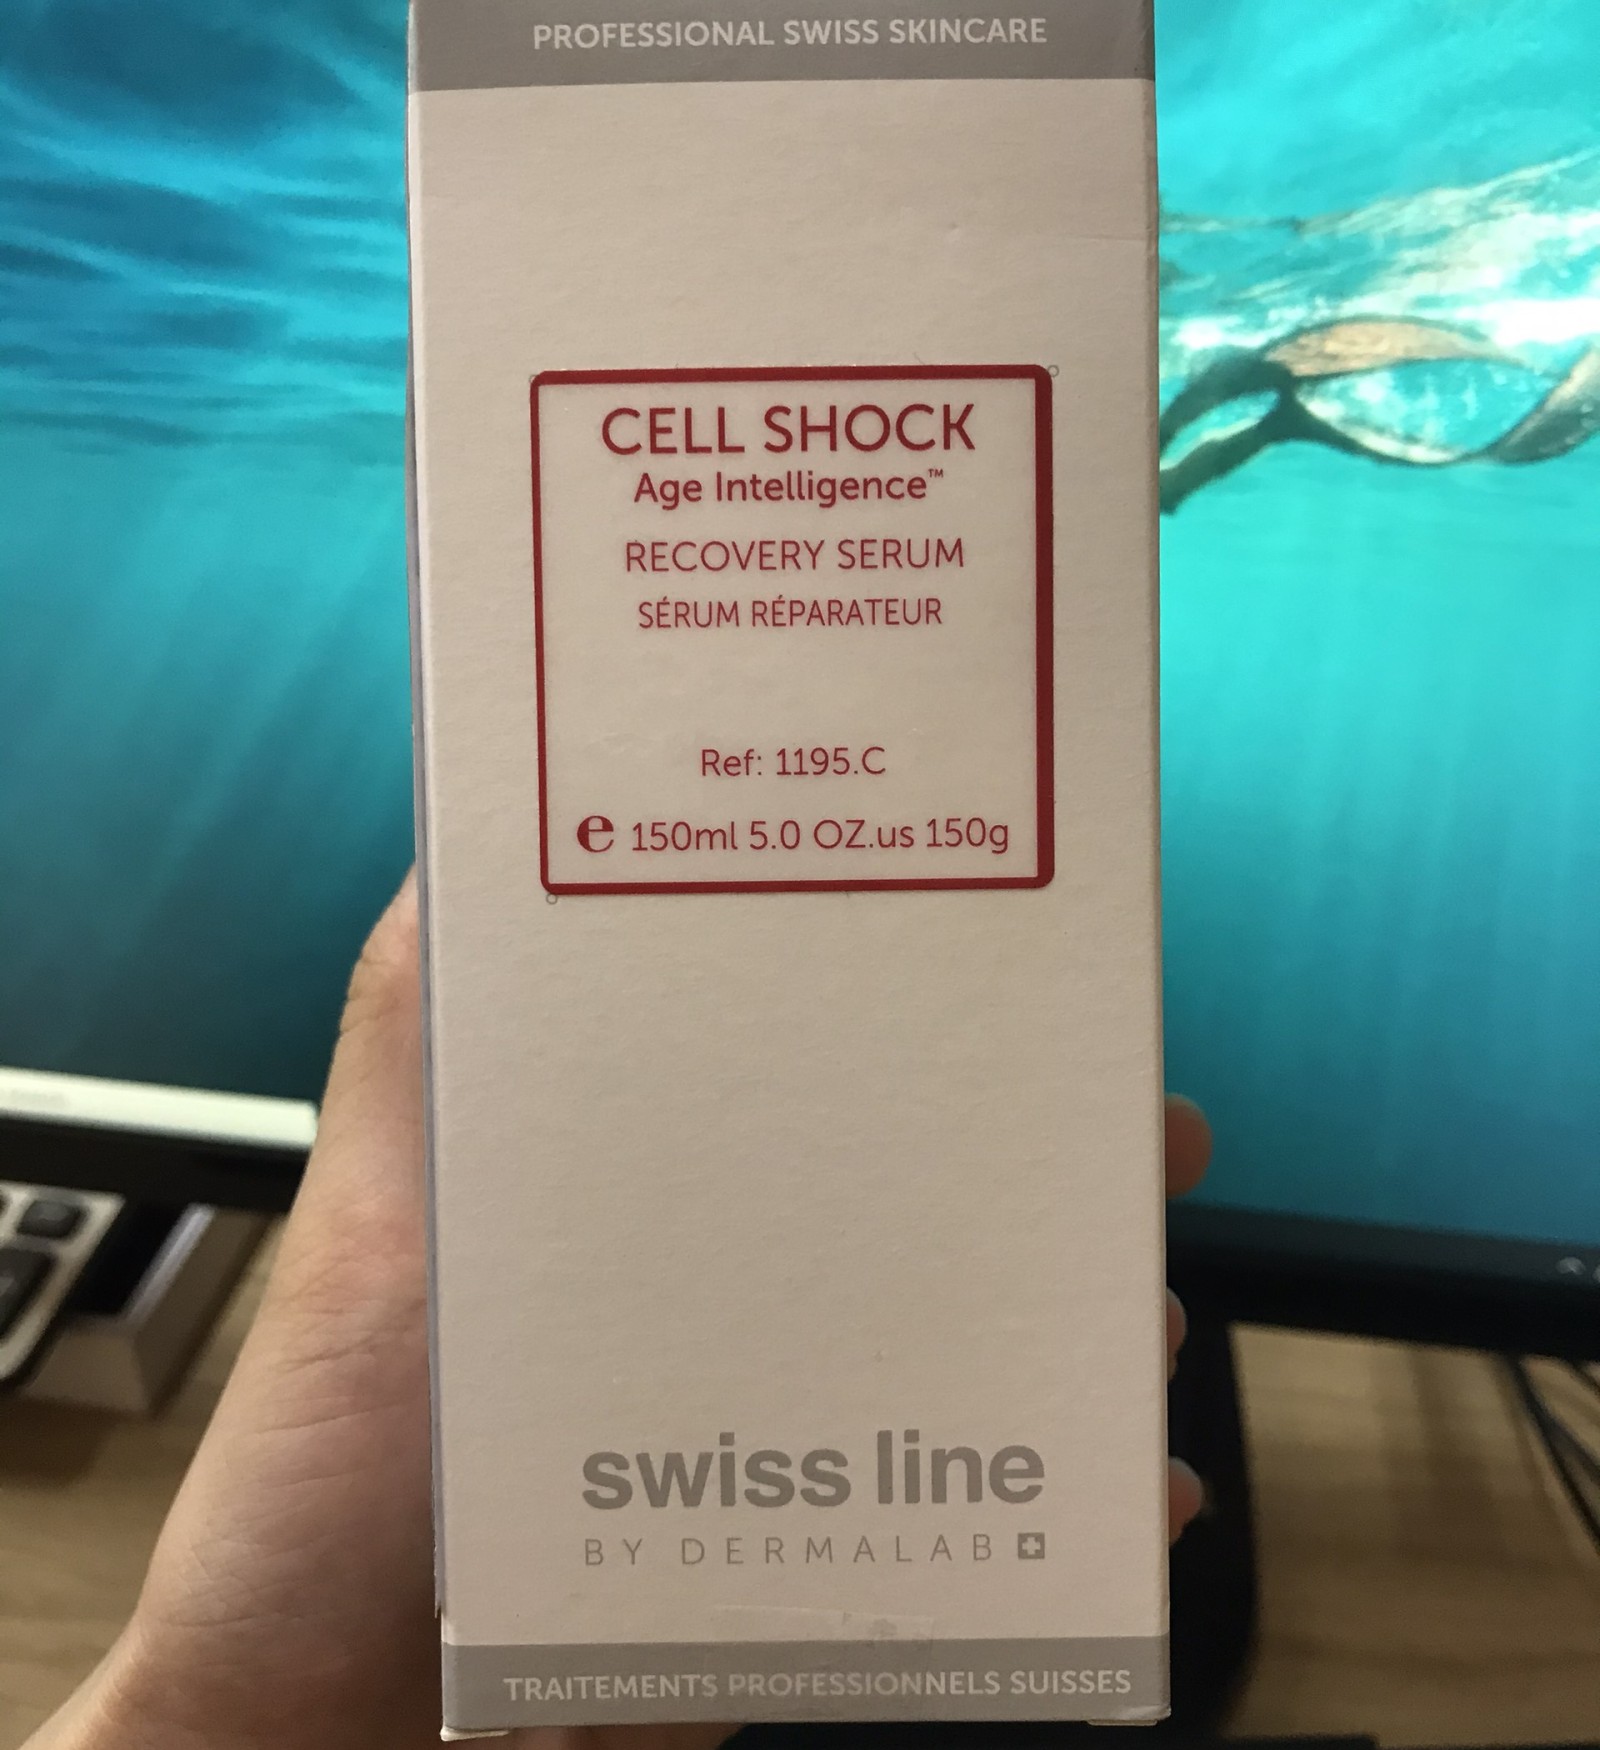 PROFESSIONAL SWISS SKINCARE
CELL SHOCK
Age Intelligence™
RECOVERY SERUM
SÉRUM RÉPARATEUR
Ref: 1195.C
℮ 150ml 5.0 OZ.us 150g
swiss line
BY DERMALAB
TRAITEMENTS PROFESSIONNELS SUISSES